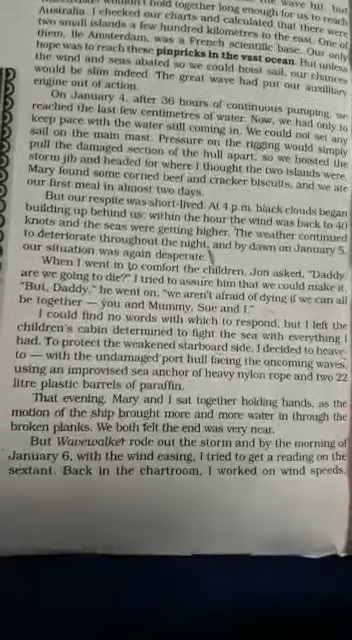 wouldn't hold together long enough for us to reach
Australia. I checked our charts and calculated that there were
two small islands a few hundred kilometres to the east. One of
them, Ile Amsterdam, was a French scientific base. Our only
hope was to reach these pinpricks in the vast ocean. But unless
the wind and seas abated so we could hoist sail, our chances
would be slim indeed. The great wave had put our auxilliary
engine out of action.
On January 4, after 36 hours of continuous pumping, we
reached the last few centimetres of water. Now, we had only to
keep pace with the water still coming in. We could not set any
sail on the main mast. Pressure on the rigging would simply
pull the damaged section of the hull apart, so we hoisted the
storm jib and headed for where I thought the two islands were.
Mary found some corned beef and cracker biscuits, and we ate
our first meal in almost two days.
But our respite was short-lived. At 4 p.m. black clouds began
building up behind us; within the hour the wind was back to 40
knots and the seas were getting higher. The weather continued
to deteriorate throughout the night, and by dawn on January 5,
our situation was again desperate.
When I went in to comfort the children, Jon asked, "Daddy,
are we going to die?" I tried to assure him that we could make it.
"But, Daddy," he went on, "we aren't afraid of dying if we can all
be together — you and Mummy, Sue and I."
I could find no words with which to respond, but I left the
children's cabin determined to fight the sea with everything I
had. To protect the weakened starboard side, I decided to heave-
to — with the undamaged port hull facing the oncoming waves,
using an improvised sea anchor of heavy nylon rope and two 22
litre plastic barrels of paraffin.
That evening, Mary and I sat together holding hands, as the
motion of the ship brought more and more water in through the
broken planks. We both felt the end was very near.
But Wavewalker rode out the storm and by the morning of
January 6, with the wind easing, I tried to get a reading on the
sextant. Back in the chartroom, I worked on wind speeds,